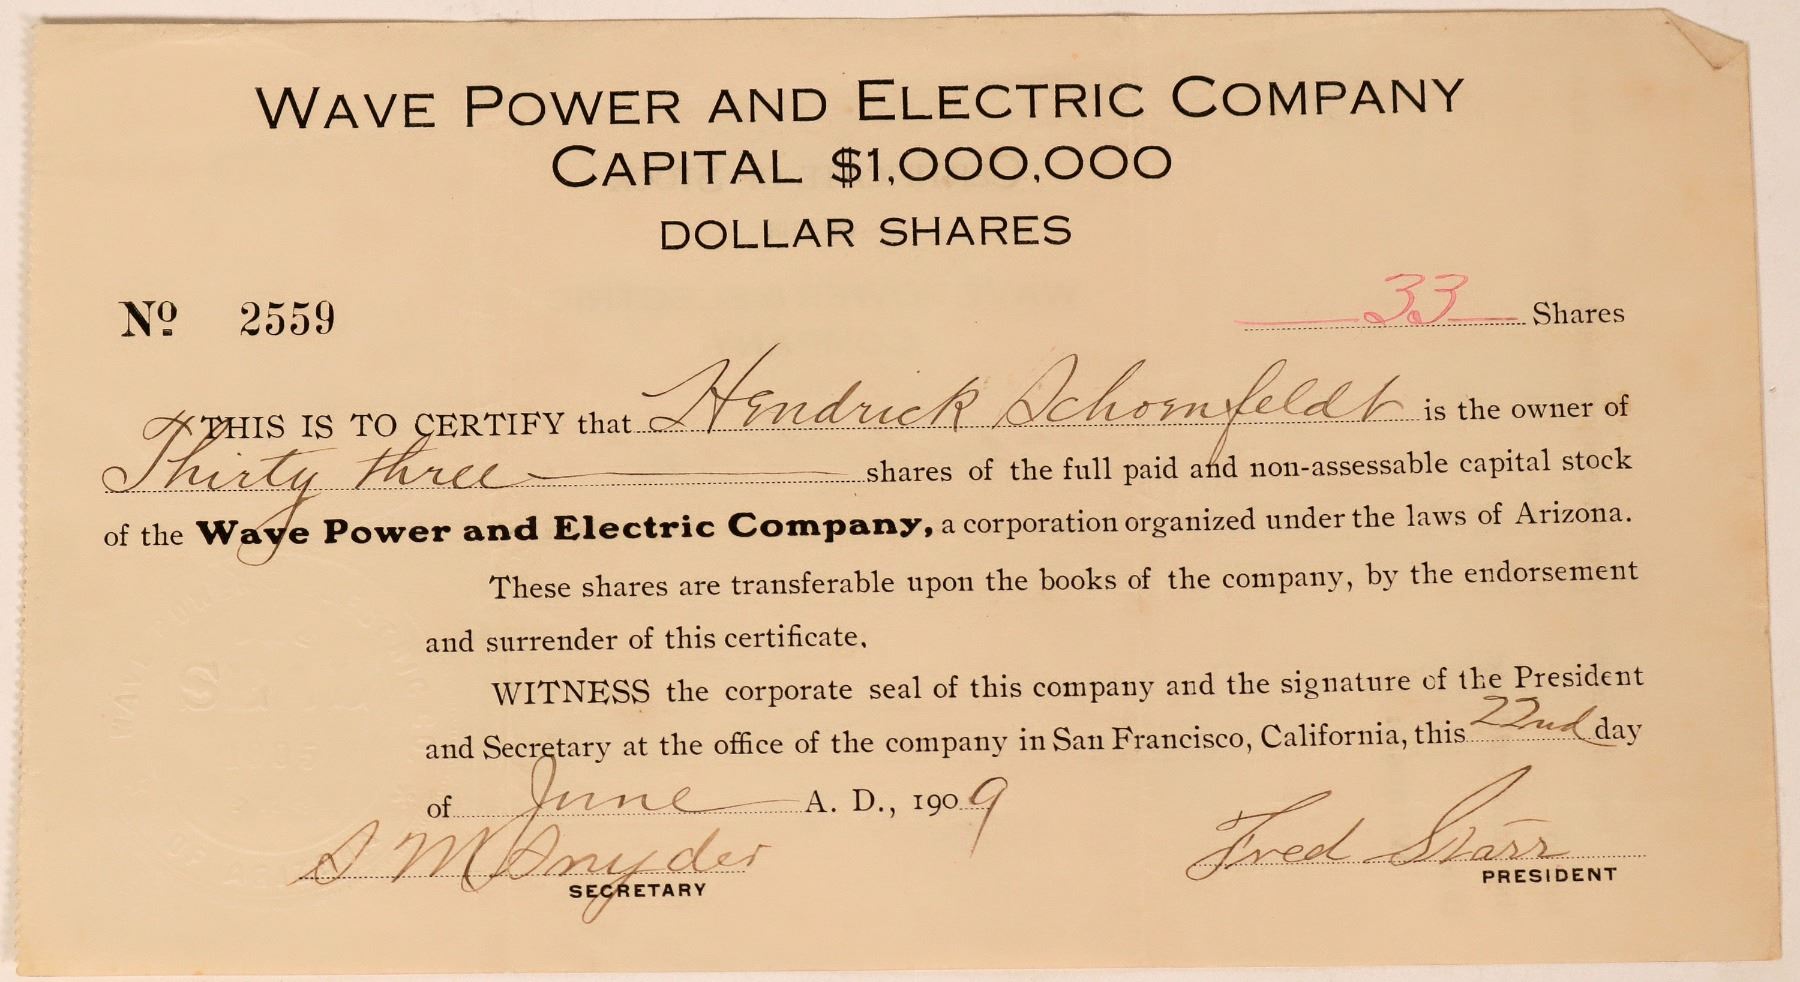 WAVE POWER AND ELECTRIC COMPANY
CAPITAL $1,000,000
DOLLAR SHARES
Nº 2559
33 Shares
THIS IS TO CERTIFY that Hendrick Schoenfeldt is the owner of
Thirty three shares of the full paid and non-assessable capital stock
of the Wave Power and Electric Company, a corporation organized under the laws of Arizona.
These shares are transferable upon the books of the company, by the endorsement
and surrender of this certificate.
WITNESS the corporate seal of this company and the signature of the President
and Secretary at the office of the company in San Francisco, California, this 22nd day
of June A. D., 1909
S M Snyder
SECRETARY
Fred Starr
PRESIDENT
SEAL